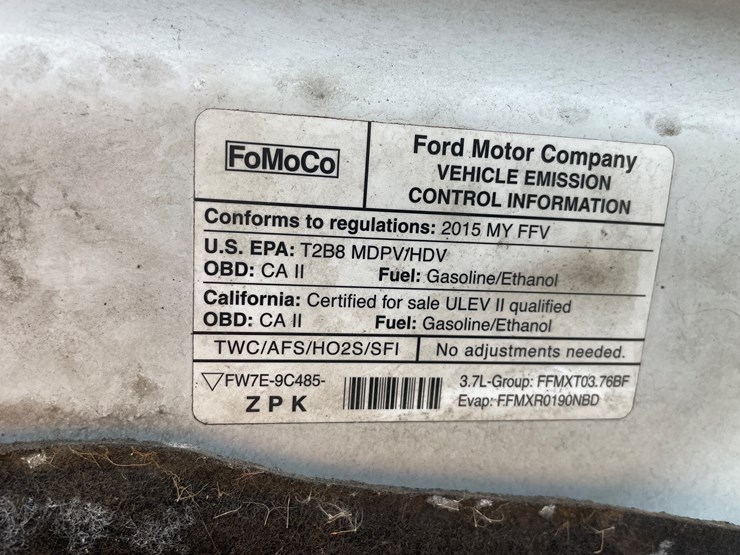 FoMoCo
Ford Motor Company
VEHICLE EMISSION
CONTROL INFORMATION
Conforms to regulations: 2015 MY FFV
U.S. EPA: T2B8 MDPV/HDV
OBD: CA II Fuel: Gasoline/Ethanol
California: Certified for sale ULEV II qualified
OBD: CA II Fuel: Gasoline/Ethanol
TWC/AFS/HO2S/SFI No adjustments needed.
▽FW7E-9C485-
ZPK
3.7L-Group: FFMXT03.76BF
Evap: FFMXR0190NBD